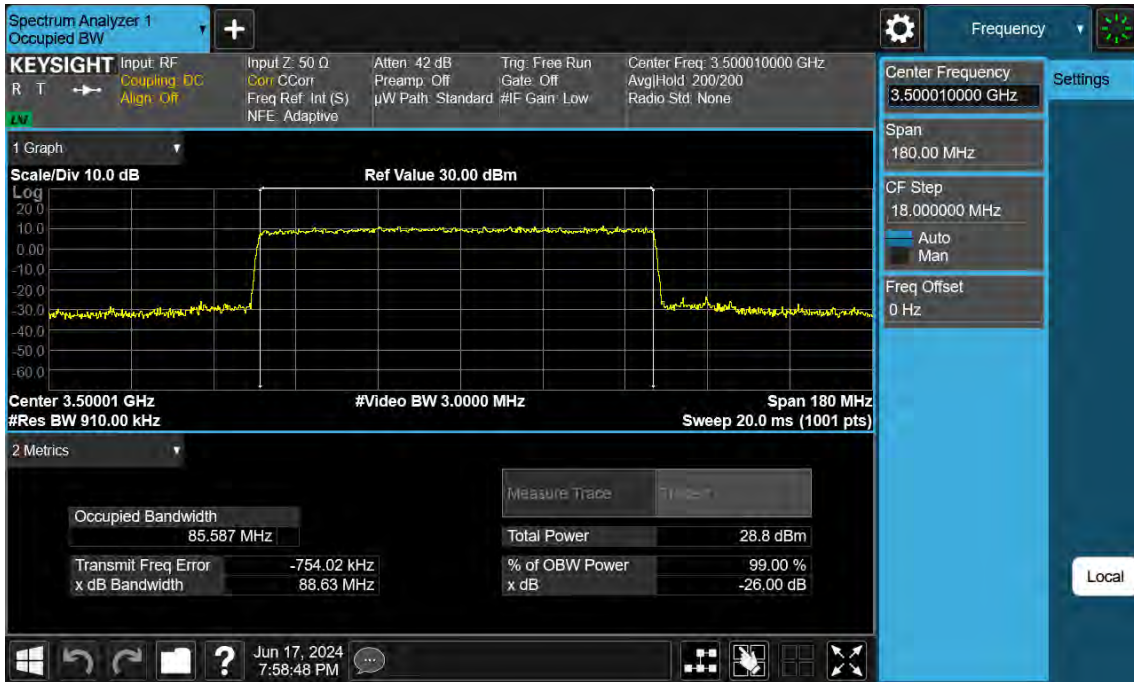 Spectrum Analyzer 1
Occupied BW
+
Frequency
KEYSIGHT
R T
Input: RF
Coupling: DC
Align: Off
Input Z: 50 Ω
Corr CCorr
Freq Ref: Int (S)
NFE: Adaptive
Atten: 42 dB
Preamp: Off
µW Path: Standard
Trig: Free Run
Gate: Off
#IF Gain: Low
Center Freq: 3.500010000 GHz
Avg|Hold: 200/200
Radio Std: None
Center Frequency
3.500010000 GHz
Settings
Span
180.00 MHz
CF Step
18.000000 MHz
Auto
Man
Freq Offset
0 Hz
1 Graph
Scale/Div 10.0 dB
Ref Value 30.00 dBm
Log
20.0
10.0
0.00
-10.0
-20.0
-30.0
-40.0
-50.0
-60.0
Center 3.50001 GHz
#Video BW 3.0000 MHz
Span 180 MHz
#Res BW 910.00 kHz
Sweep 20.0 ms (1001 pts)
2 Metrics
Measure Trace
Occupied Bandwidth
85.587 MHz
Total Power 28.8 dBm
Transmit Freq Error -754.02 kHz
% of OBW Power 99.00 %
x dB Bandwidth 88.63 MHz
x dB -26.00 dB
Local
?
Jun 17, 2024
7:58:48 PM